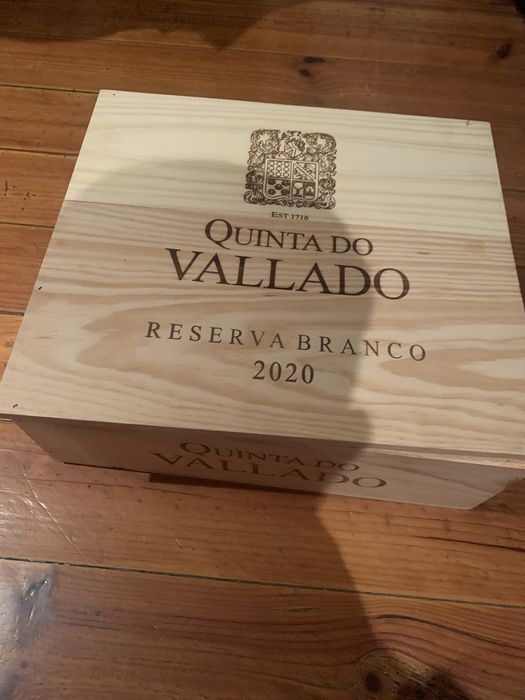 EST 1716
QUINTA DO
VALLADO
RESERVA BRANCO
2020
QUINTA DO
VALLADO